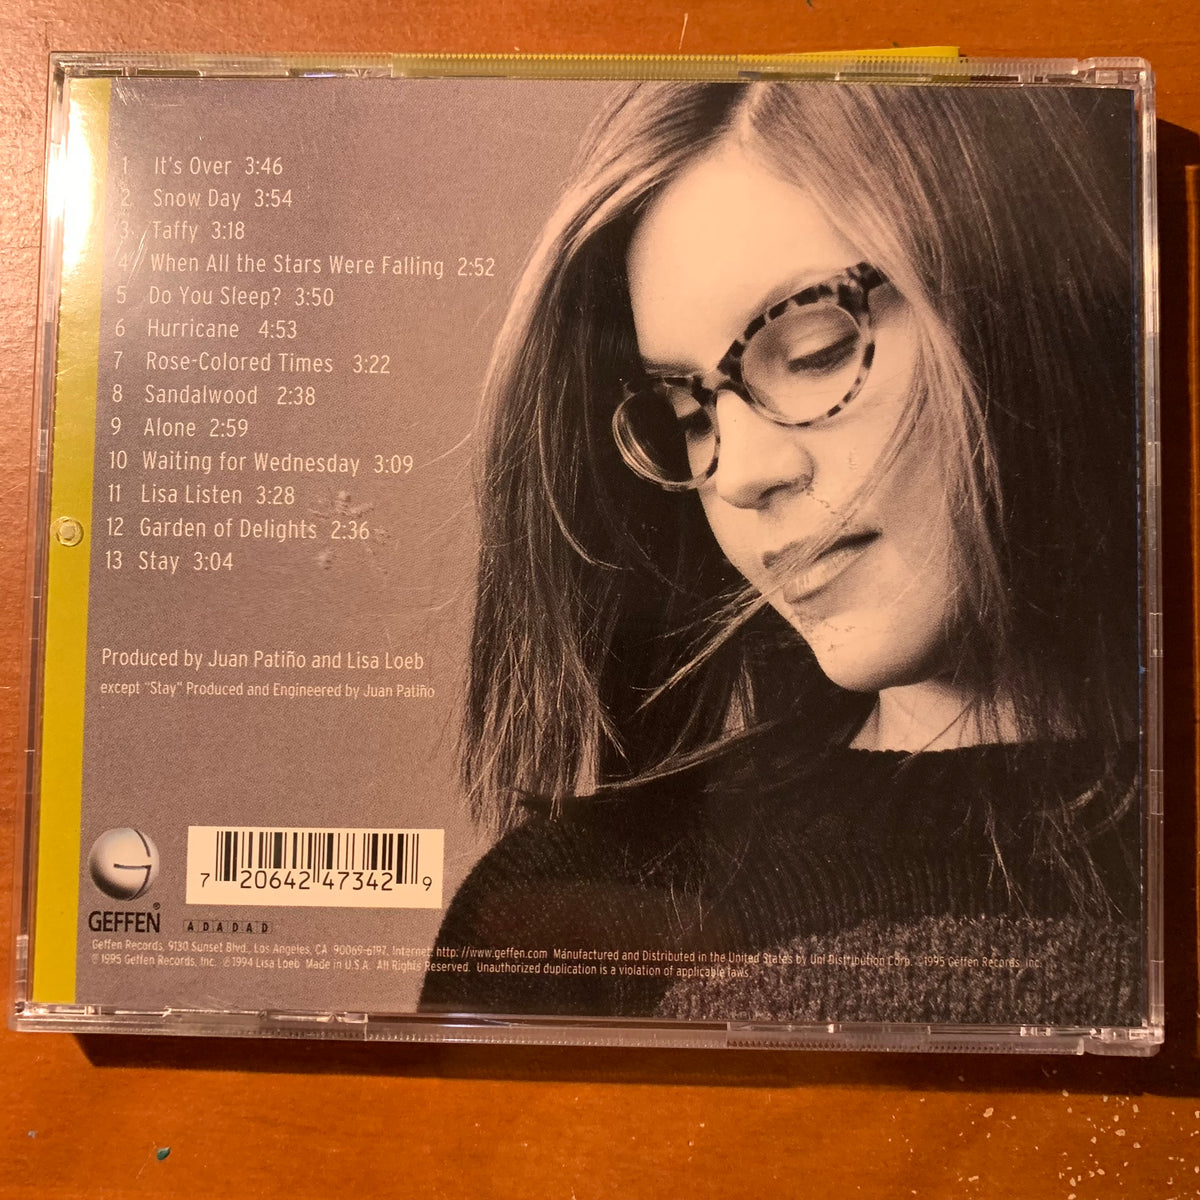 1 It's Over 3:46
2 Snow Day 3:54
3 Taffy 3:18
4 When All the Stars Were Falling 2:52
5 Do You Sleep? 3:50
6 Hurricane 4:53
7 Rose-Colored Times 3:22
8 Sandalwood 2:38
9 Alone 2:59
10 Waiting for Wednesday 3:09
11 Lisa Listen 3:28
12 Garden of Delights 2:36
13 Stay 3:04
Produced by Juan Patiño and Lisa Loeb
except "Stay" Produced and Engineered by Juan Patiño
7 20642 47342 9
GEFFEN®
ADADAD
Geffen Records, 9130 Sunset Blvd., Los Angeles, CA 90069-6197, Internet: http://www.geffen.com Manufactured and Distributed in the United States by Uni Distribution Corp. ©1995 Geffen Records, Inc.
℗1995 Geffen Records, Inc. ℗1994 Lisa Loeb. Made in U.S.A. All Rights Reserved. Unauthorized duplication is a violation of applicable laws.